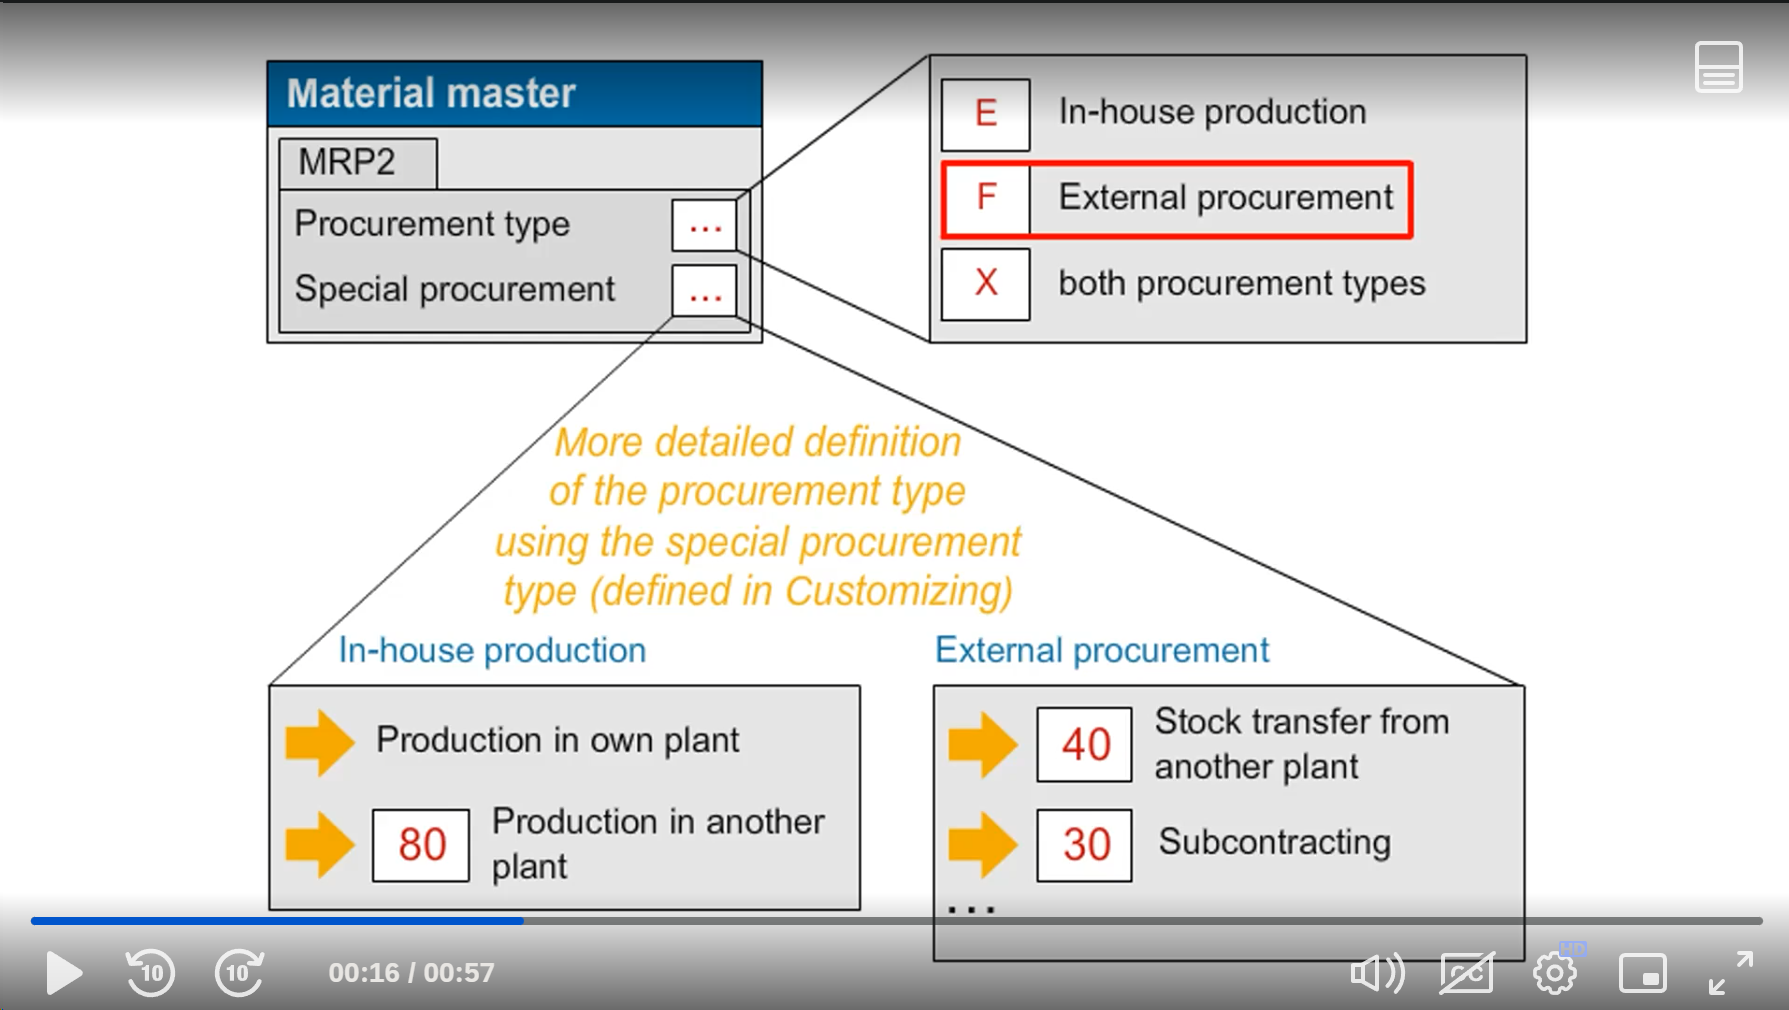 Material master
MRP2
Procurement type ...
Special procurement ...
E In-house production
F External procurement
X both procurement types
More detailed definition
of the procurement type
using the special procurement
type (defined in Customizing)
In-house production
Production in own plant
80 Production in another
plant
External procurement
40 Stock transfer from
another plant
30 Subcontracting
...
10
10
00:16 / 00:57
CC
HD